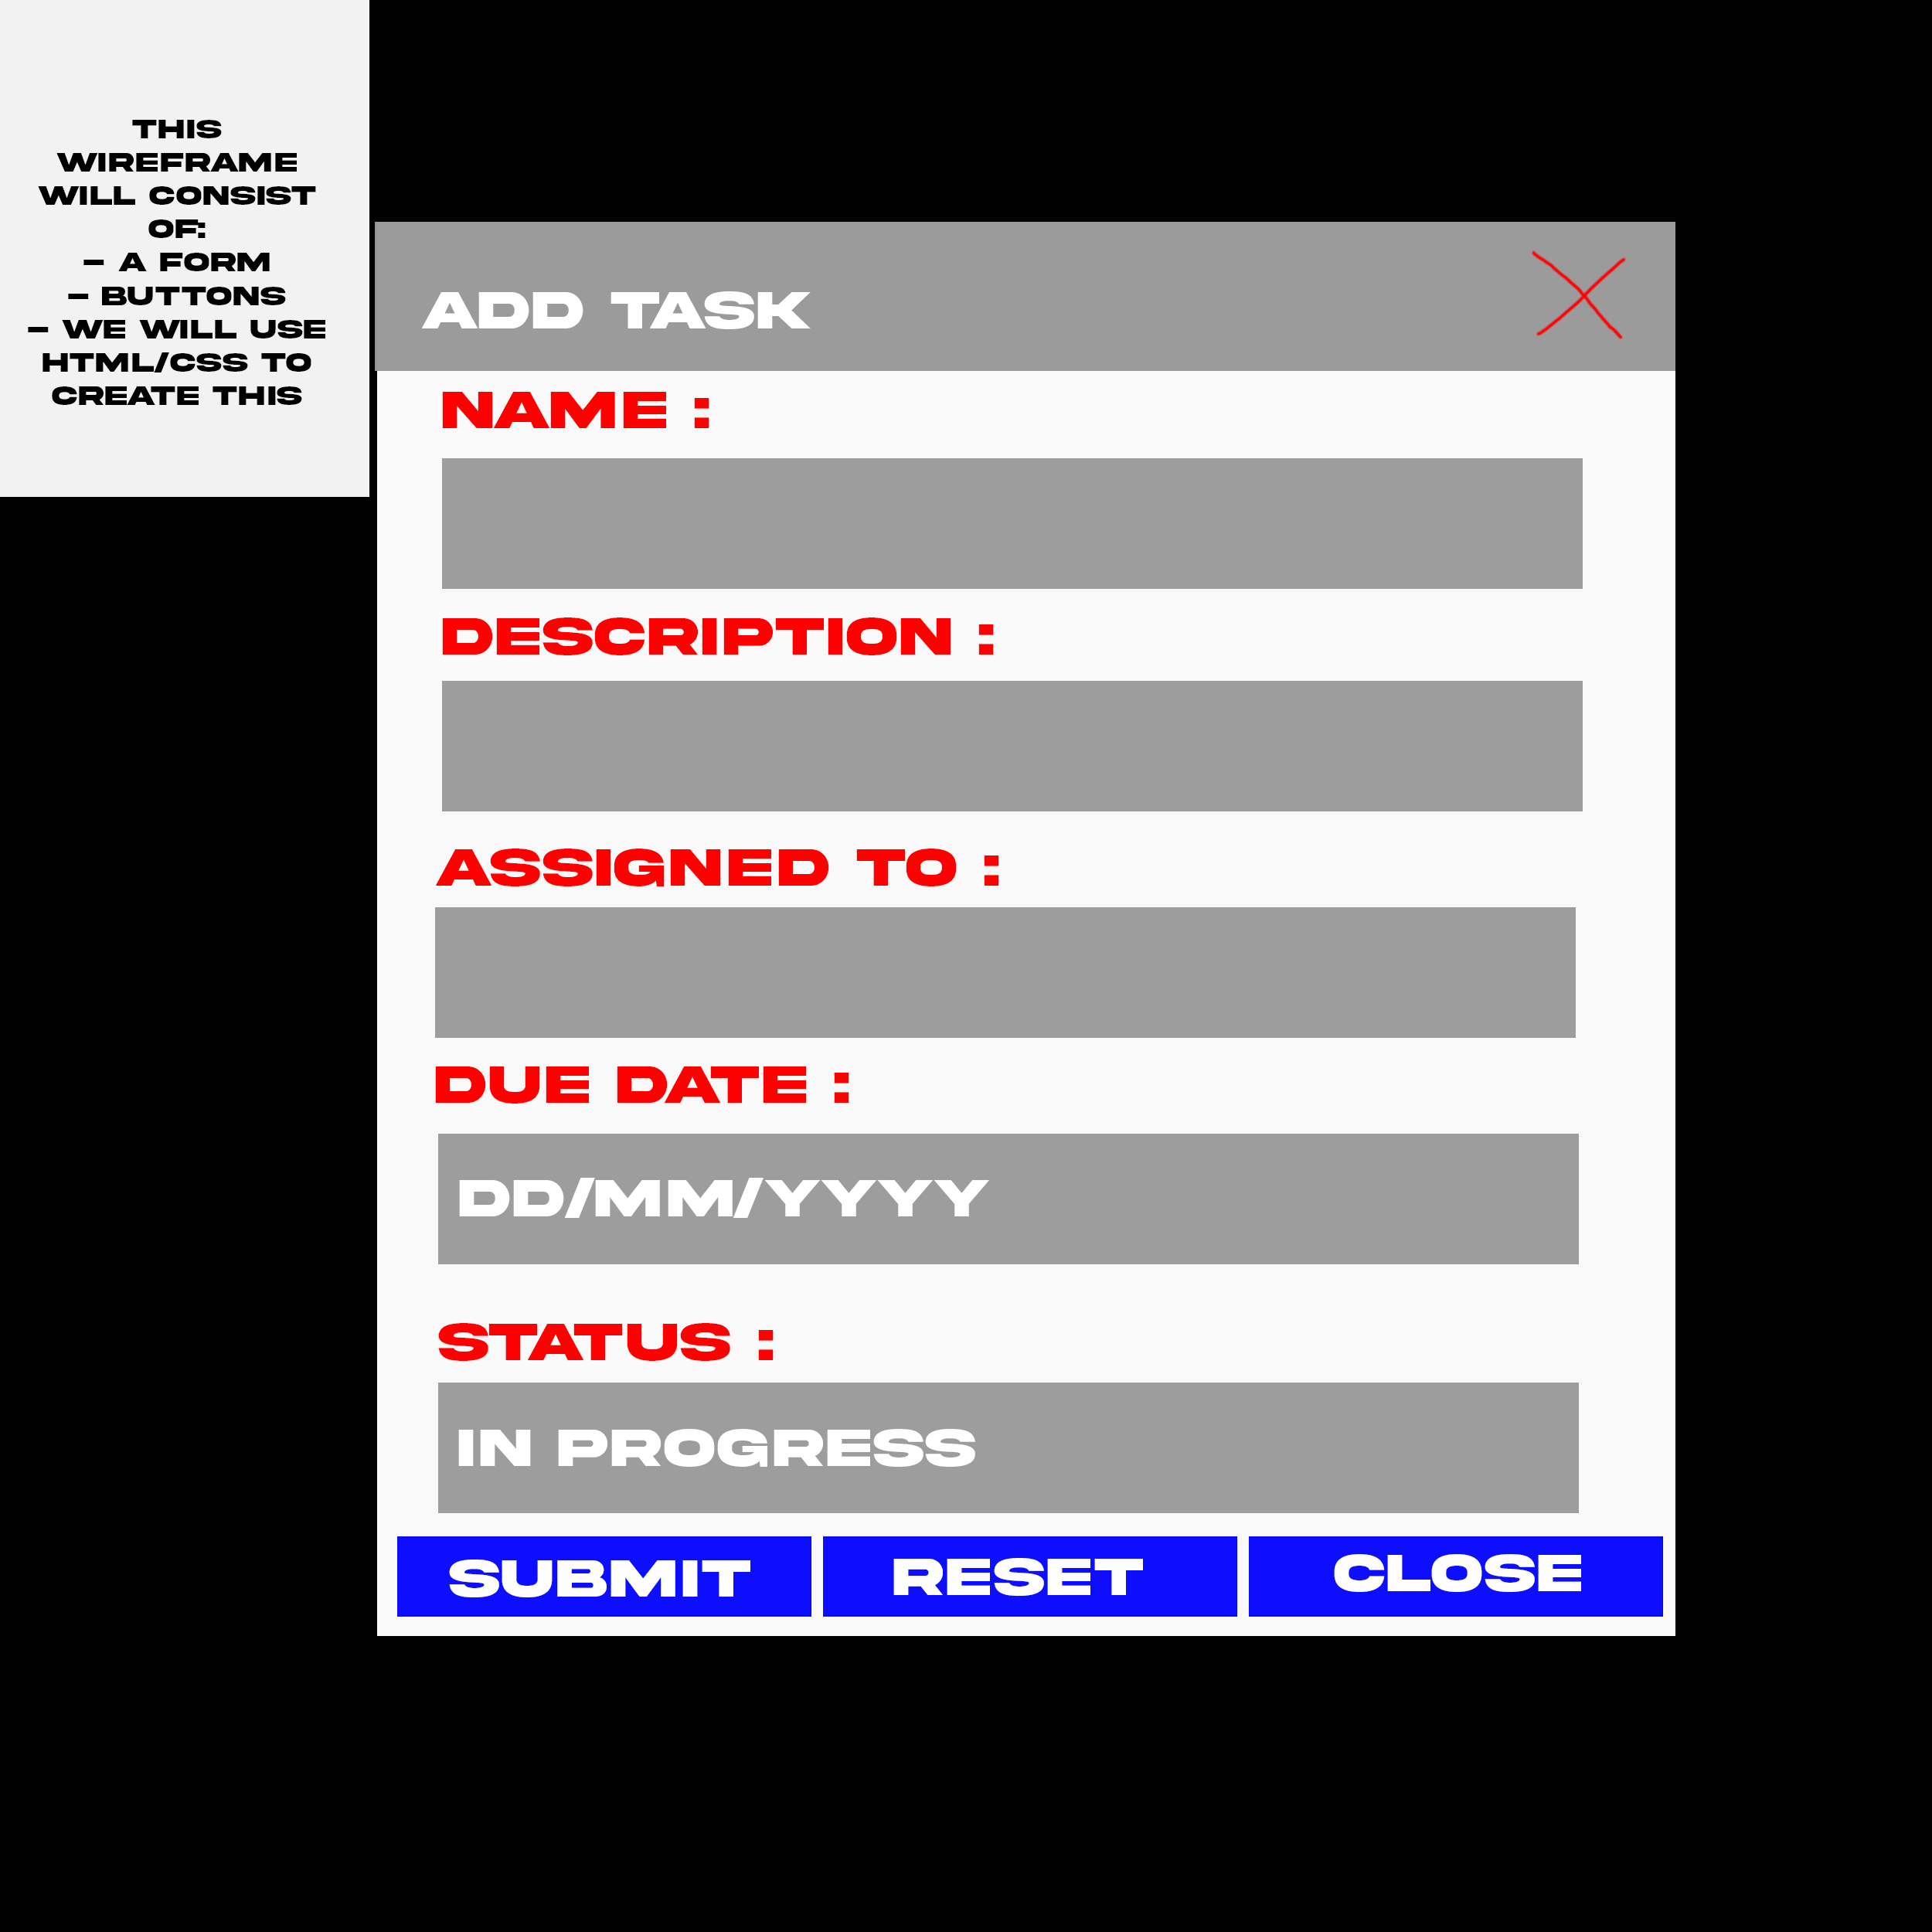 THIS
WIREFRAME
WILL CONSIST
OF:
- A FORM
- BUTTONS
- WE WILL USE
HTML/CSS TO
CREATE THIS
ADD TASK
NAME :
DESCRIPTION :
ASSIGNED TO :
DUE DATE :
DD/MM/YYYY
STATUS :
IN PROGRESS
SUBMIT RESET CLOSE